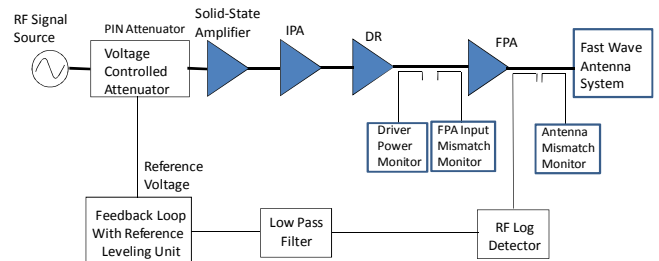 RF Signal
Source
PIN Attenuator
Voltage
Controlled
Attenuator
Solid-State
Amplifier
IPA
DR
FPA
Fast Wave
Antenna
System
Driver
Power
Monitor
FPA Input
Mismatch
Monitor
Antenna
Mismatch
Monitor
Reference
Voltage
Feedback Loop
With Reference
Leveling Unit
Low Pass
Filter
RF Log
Detector